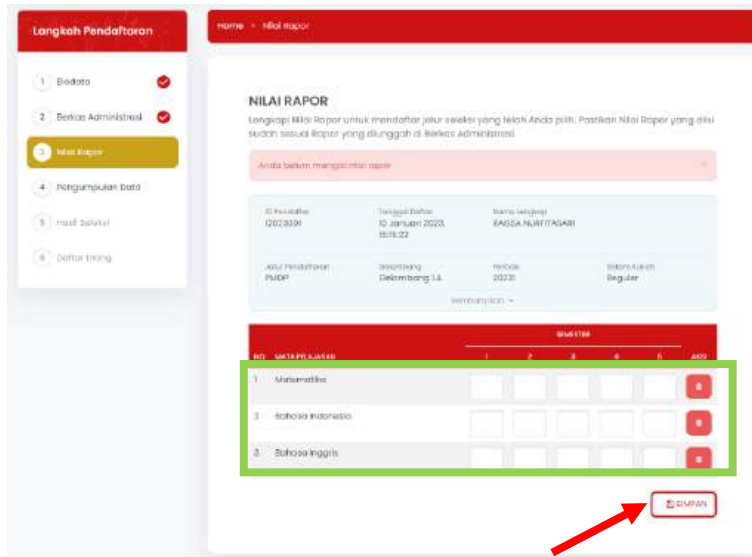 Langkah Pendaftaran
Home > Nilai Rapor
1 Biodata
2 Berkas Administrasi
3 Nilai Rapor
4 Pengumpulan Data
5 Hasil Seleksi
6 Daftar Ulang
NILAI RAPOR
Lengkapi Nilai Rapor untuk mendaftar jalur seleksi yang telah Anda pilih. Pastikan Nilai Rapor yang diisi
sudah sesuai Rapor yang diunggah di Berkas Administrasi
Anda belum mengisi nilai rapor
ID Pendaftar Tanggal Daftar Nama Lengkap
10 Januari 2023,
Jalur Pendaftaran Gelombang Periode Sistem Kuliah
PMDP Gelombang 1A 20231 Reguler
Sembunyikan
SEMESTER
NO MATA PELAJARAN 1 2 3 4 5 AKSI
1 Matematika
2 Bahasa Indonesia
3 Bahasa Inggris
SIMPAN